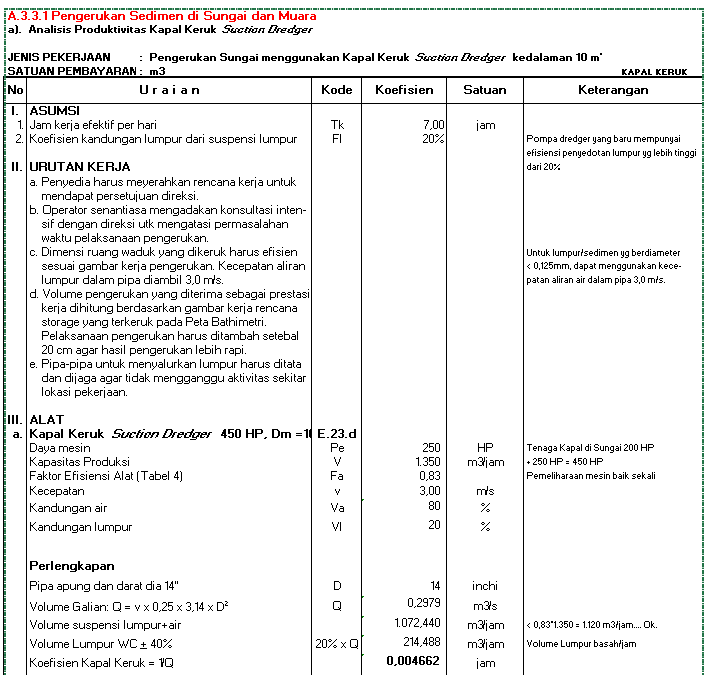 A.3.3.1 Pengerukan Sedimen di Sungai dan Muara
a). Analisis Produktivitas Kapal Keruk Suction Dredger
JENIS PEKERJAAN : Pengerukan Sungai menggunakan Kapal Keruk Suction Dredger kedalaman 10 m'
SATUAN PEMBAYARAN : m3 KAPAL KERUK
No Uraian Kode Koefisien Satuan Keterangan
I. ASUMSI
1. Jam kerja efektif per hari Tk 7,00 jam
2. Koefisien kandungan lumpur dari suspensi lumpur Fl 20% Pompa dredger yang baru mempunyai
efisiensi penyedotan lumpur yg lebih tinggi
dari 20%
II. URUTAN KERJA
a. Penyedia harus meyerahkan rencana kerja untuk
mendapat persetujuan direksi.
b. Operator senantiasa mengadakan konsultasi inten-
sif dengan direksi utk mengatasi permasalahan
waktu pelaksanaan pengerukan.
c. Dimensi ruang waduk yang dikeruk harus efisien Untuk lumpur/sedimen yg berdiameter
sesuai gambar kerja pengerukan. Kecepatan aliran < 0,125mm, dapat menggunakan kece-
lumpur dalam pipa diambil 3,0 m/s. patan aliran air dalam pipa 3,0 m/s.
d. Volume pengerukan yang diterima sebagai prestasi
kerja dihitung berdasarkan gambar kerja rencana
storage yang terkeruk pada Peta Bathimetri.
Pelaksanaan pengerukan harus ditambah setebal
20 cm agar hasil pengerukan lebih rapi.
e. Pipa-pipa untuk menyalurkan lumpur harus ditata
dan dijaga agar tidak mengganggu aktivitas sekitar
lokasi pekerjaan.
III. ALAT
a. Kapal Keruk Suction Dredger 450 HP, Dm =1 E.23.d
Daya mesin Pe 250 HP Tenaga Kapal di Sungai 200 HP
Kapasitas Produksi V 1.350 m3/jam + 250 HP = 450 HP
Faktor Efisiensi Alat (Tabel 4) Fa 0,83 Pemeliharaan mesin baik sekali
Kecepatan v 3,00 m/s
Kandungan air Va 80 %
Kandungan lumpur Vl 20 %
Perlengkapan
Pipa apung dan darat dia 14" D 14 inchi
Volume Galian: Q = v x 0,25 x 3,14 x D² Q 0,2979 m3/s
Volume suspensi lumpur+air 1.072,440 m3/jam < 0,83*1.350 = 1.120 m3/jam.... Ok.
Volume Lumpur WC ± 40% 20% x Q 214,488 m3/jam Volume Lumpur basah/jam
Koefisien Kapal Keruk = 1/Q 0,004662 jam